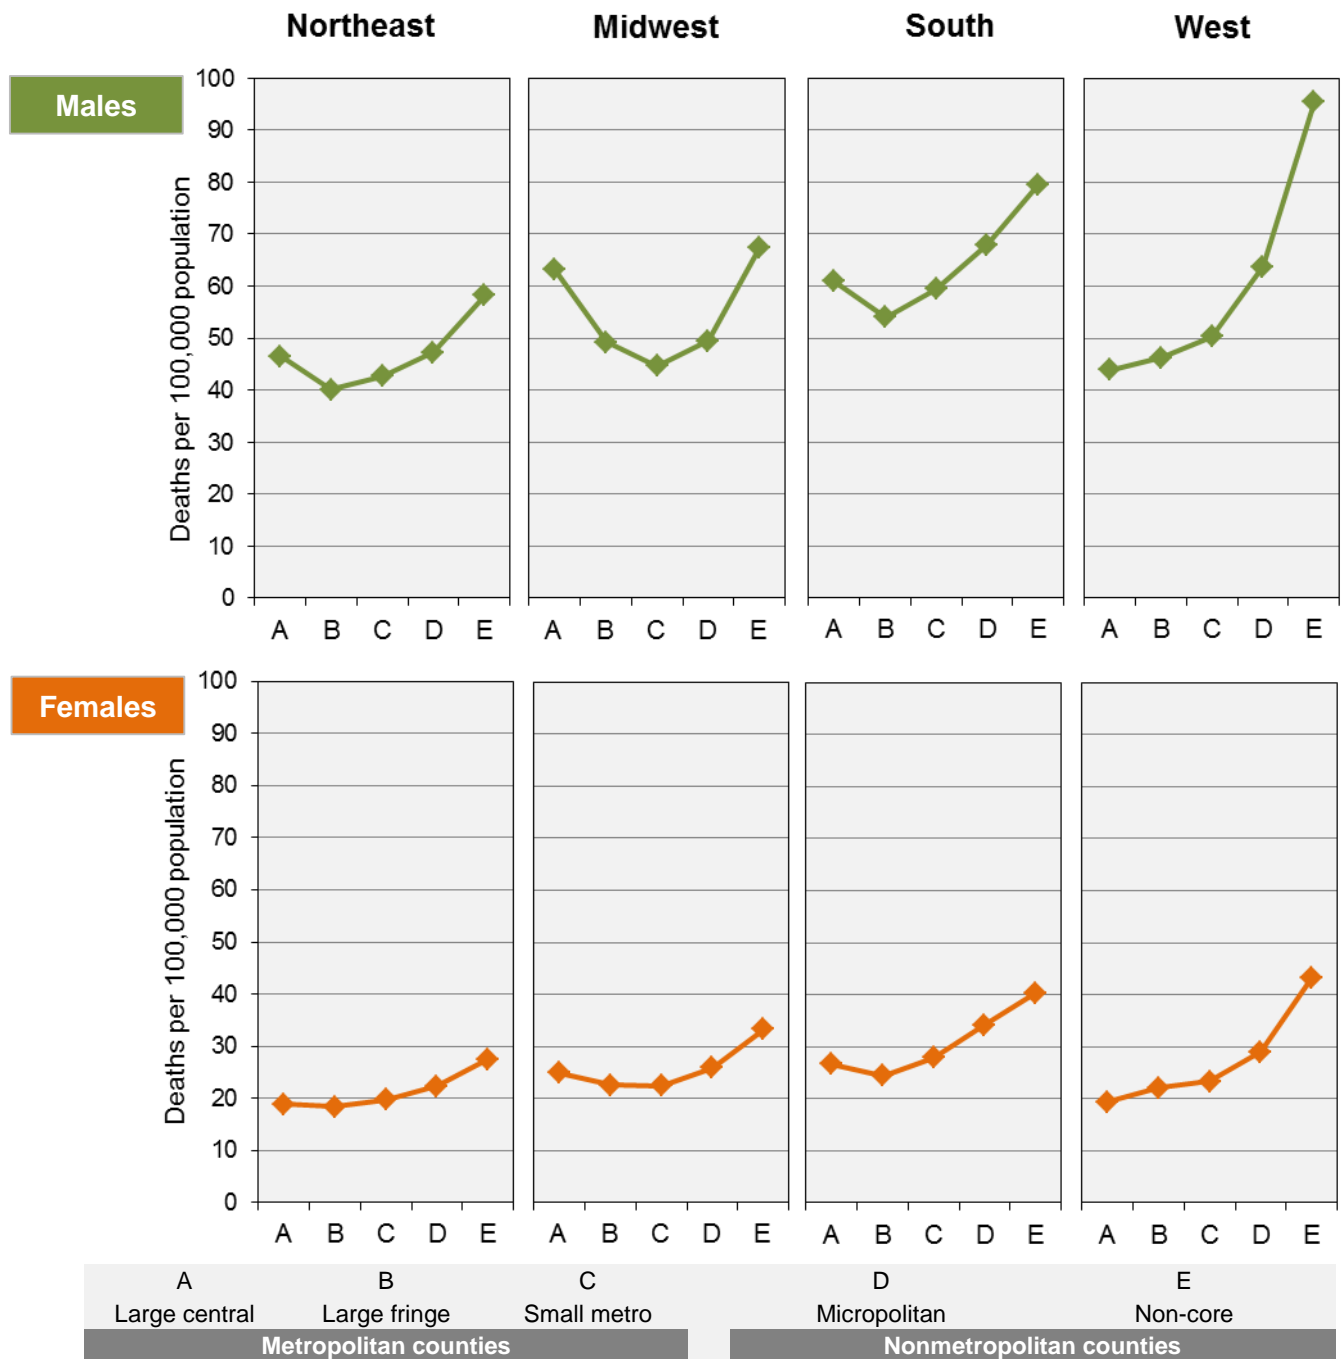 Northeast Midwest South West
Males
Deaths per 100,000 population
100
90
80
70
60
50
40
30
20
10
0
A B C D E A B C D E A B C D E A B C D E
Females
Deaths per 100,000 population
100
90
80
70
60
50
40
30
20
10
0
A B C D E A B C D E A B C D E A B C D E
A B C D E
Large central Large fringe Small metro Micropolitan Non-core
Metropolitan counties Nonmetropolitan counties